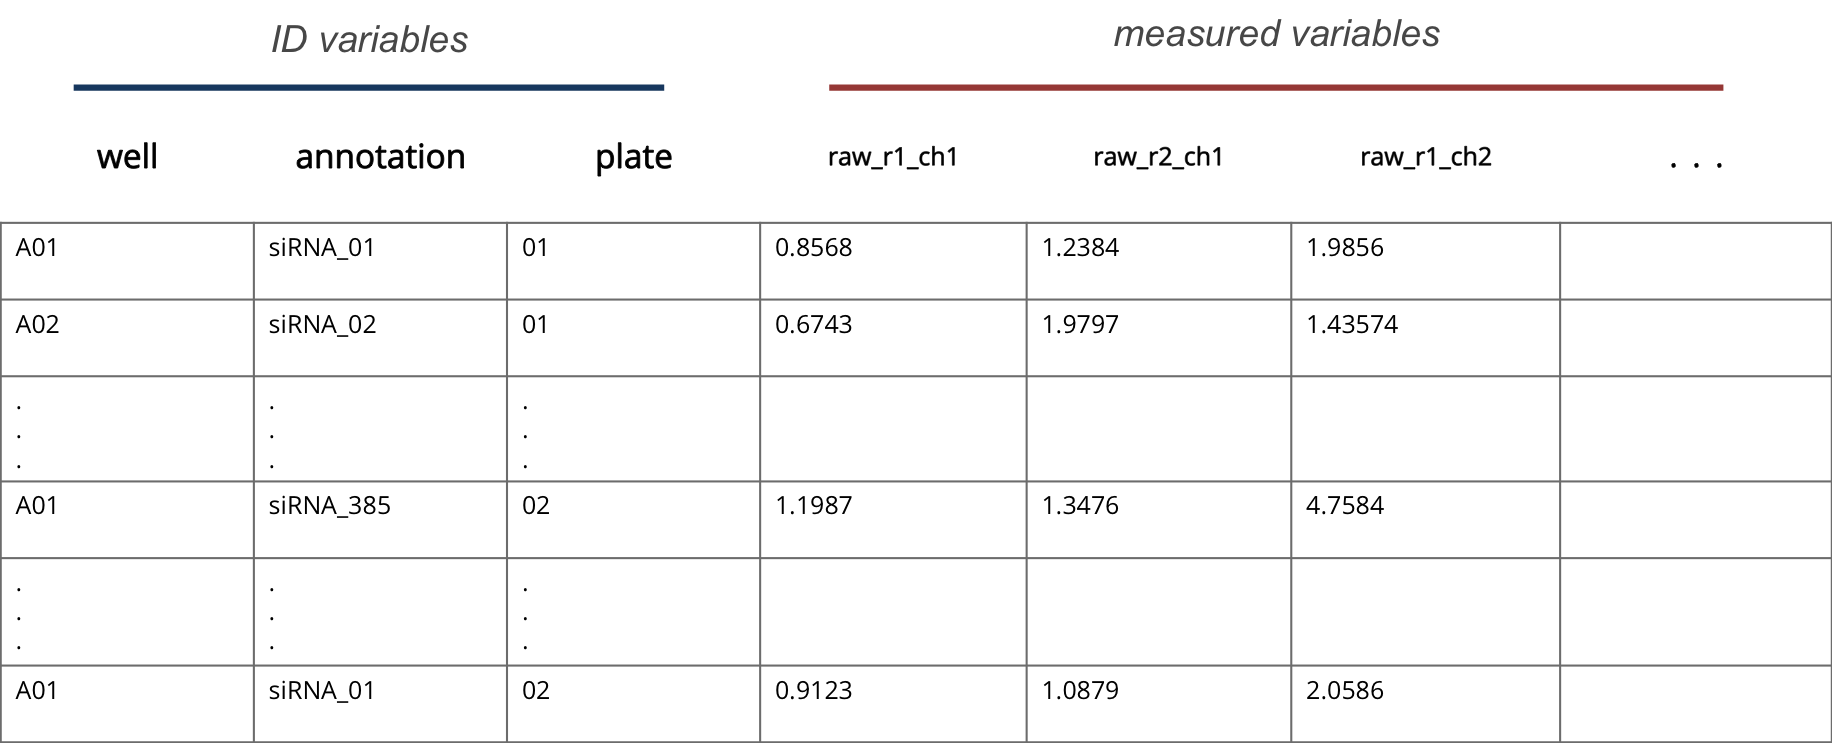 ID variables measured variables
well annotation plate raw_r1_ch1 raw_r2_ch1 raw_r1_ch2 . . .
A01 siRNA_01 01 0.8568 1.2384 1.9856
A02 siRNA_02 01 0.6743 1.9797 1.43574
. . .
. . .
. . .
A01 siRNA_385 02 1.1987 1.3476 4.7584
. . .
. . .
. . .
A01 siRNA_01 02 0.9123 1.0879 2.0586